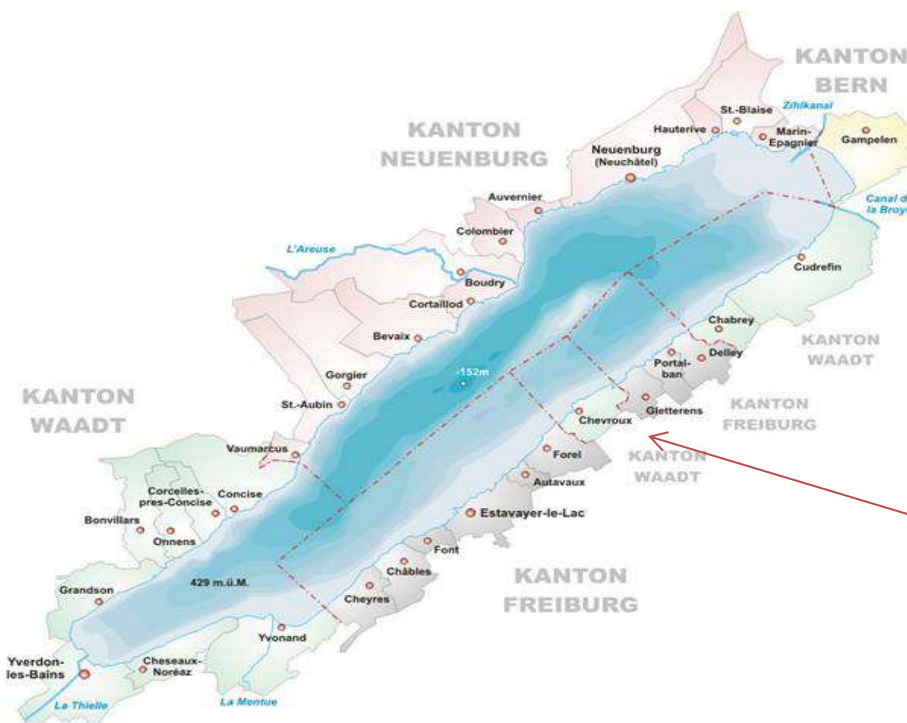 KANTON
BERN
Zihlkanal
St.-Blaise
Hauterive
Marin-
Epagnier
Gampelen
KANTON
NEUENBURG
Neuenburg
(Neuchâtel)
Auvernier
Canal d
la Broye
Colombier
L'Areuse
Cudrefin
Boudry
Cortaillod
Bevaix
Chabrey
KANTON
WAADT
Portal-
ban
Delley
-152m
Gorgier
St.-Aubin
Gletterens
KANTON
FREIBURG
KANTON
WAADT
Chevroux
Vaumarcus
Forel
KANTON
WAADT
Autavaux
Corcelles-
pres-Concise
Concise
Bonvillars
Onnens
Estavayer-le-Lac
Font
Châbles
Cheyres
KANTON
FREIBURG
429 m.ü.M.
Grandson
Yvonand
Yverdon-
les-Bains
Cheseaux-
Noréaz
La Thielle
La Mentue